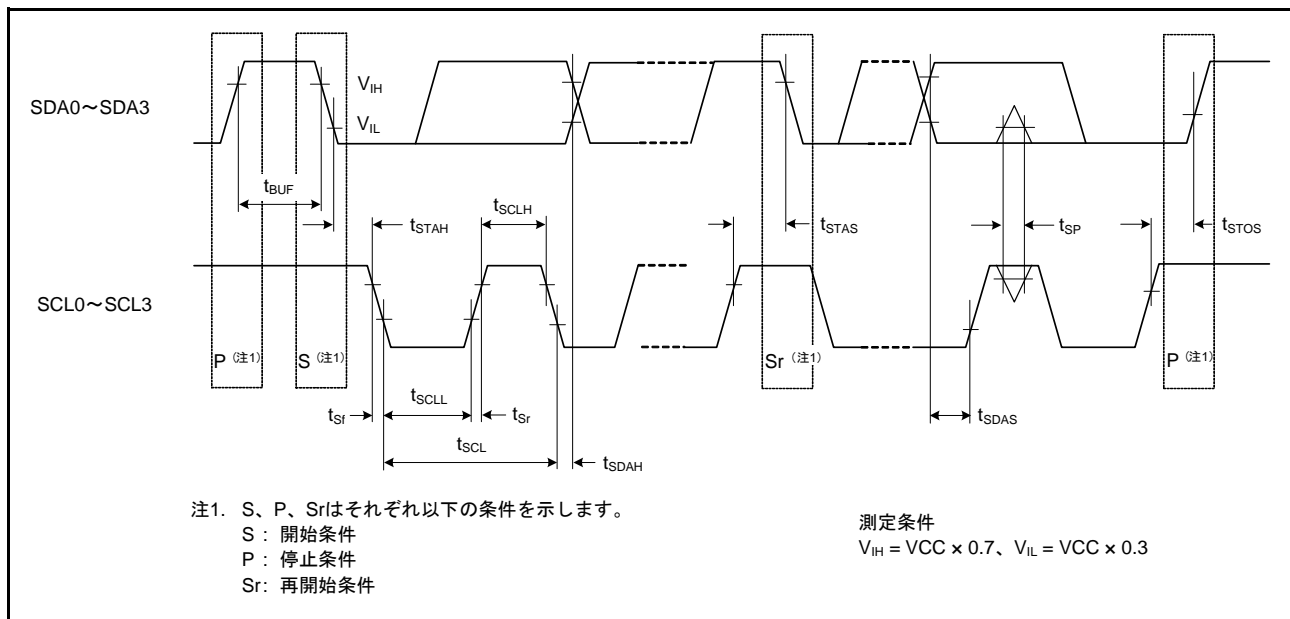 SDA0～SDA3
V_IH
V_IL
t_BUF
t_STAH
t_SCLH
t_STAS
t_SP
t_STOS
SCL0～SCL3
P（注1）
S（注1）
Sr（注1）
P（注1）
t_Sf
t_SCLL
t_Sr
t_SCL
t_SDAH
t_SDAS
注1. S、P、Srはそれぞれ以下の条件を示します。
S : 開始条件
P : 停止条件
Sr: 再開始条件
測定条件
V_IH = VCC × 0.7、V_IL = VCC × 0.3